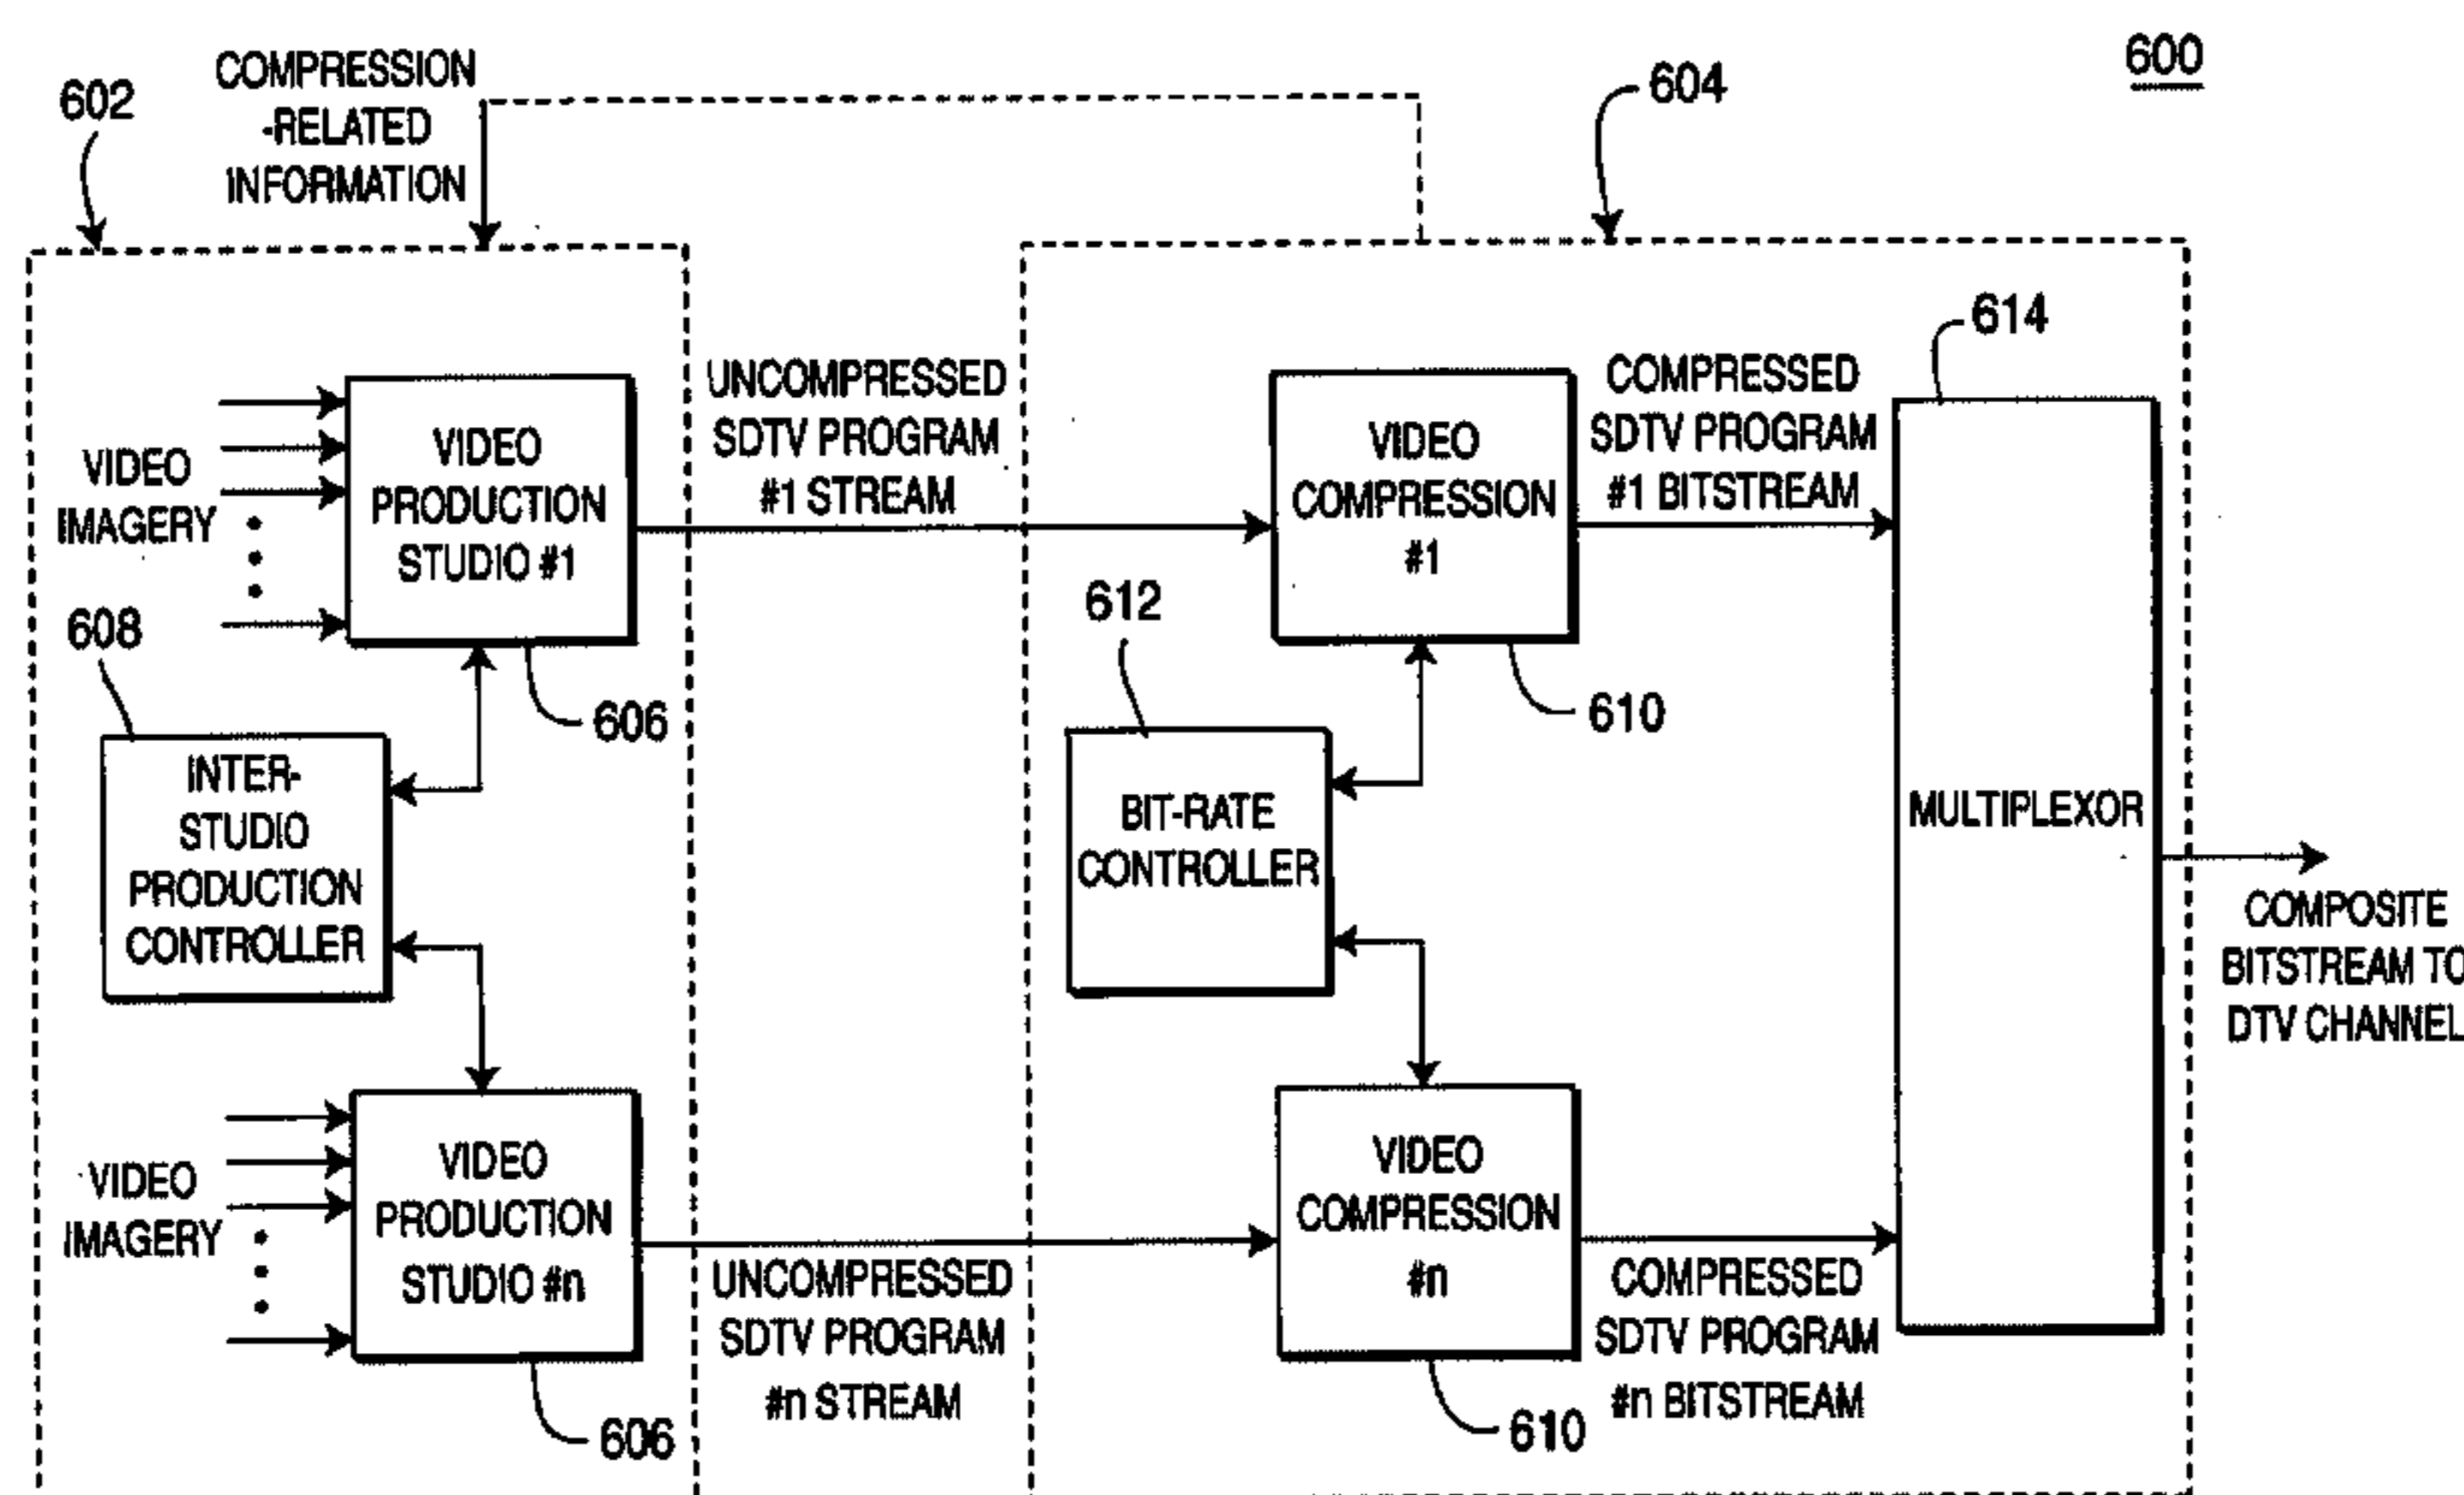 600
602
COMPRESSION
-RELATED
INFORMATION
604
614
VIDEO
IMAGERY
VIDEO
PRODUCTION
STUDIO #1
UNCOMPRESSED
SDTV PROGRAM
#1 STREAM
VIDEO
COMPRESSION
#1
COMPRESSED
SDTV PROGRAM
#1 BITSTREAM
608
606
612
610
INTER-
STUDIO
PRODUCTION
CONTROLLER
BIT-RATE
CONTROLLER
MULTIPLEXOR
COMPOSITE
BITSTREAM TO
DTV CHANNEL
VIDEO
IMAGERY
VIDEO
PRODUCTION
STUDIO #n
UNCOMPRESSED
SDTV PROGRAM
#n STREAM
VIDEO
COMPRESSION
#n
COMPRESSED
SDTV PROGRAM
#n BITSTREAM
606
610